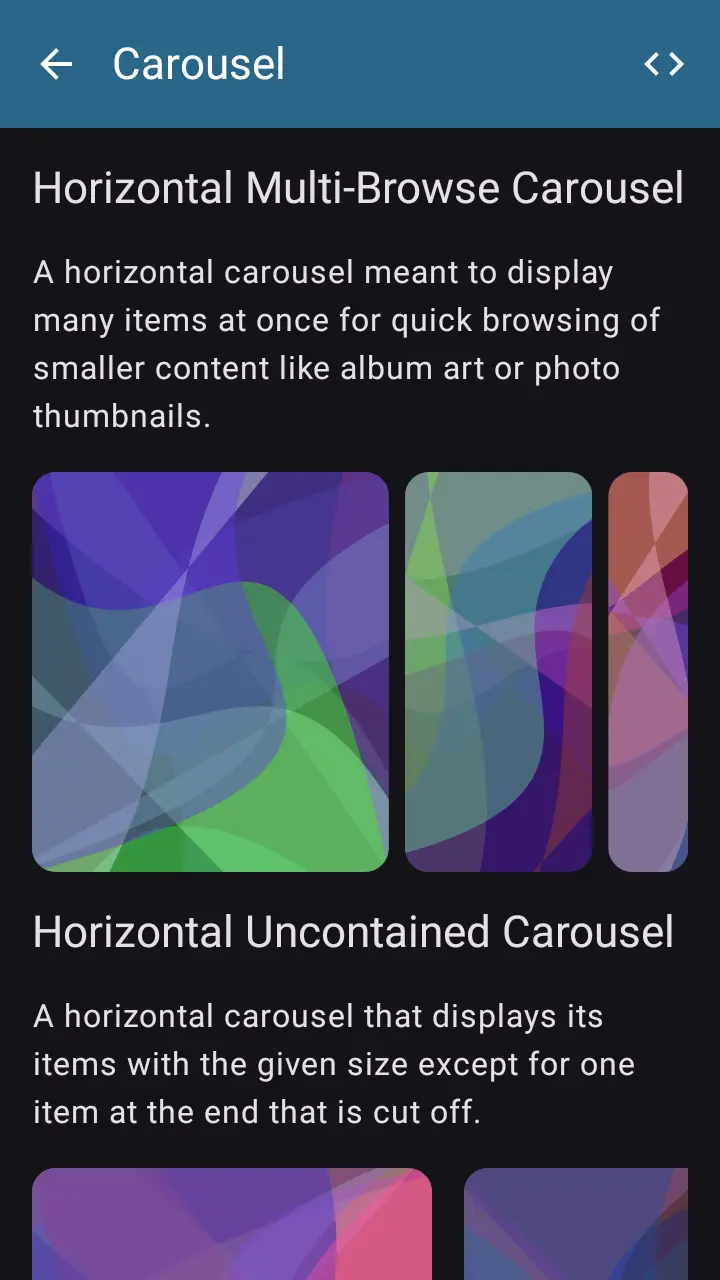 Carousel
Horizontal Multi-Browse Carousel
A horizontal carousel meant to display
many items at once for quick browsing of
smaller content like album art or photo
thumbnails.
Horizontal Uncontained Carousel
A horizontal carousel that displays its
items with the given size except for one
item at the end that is cut off.